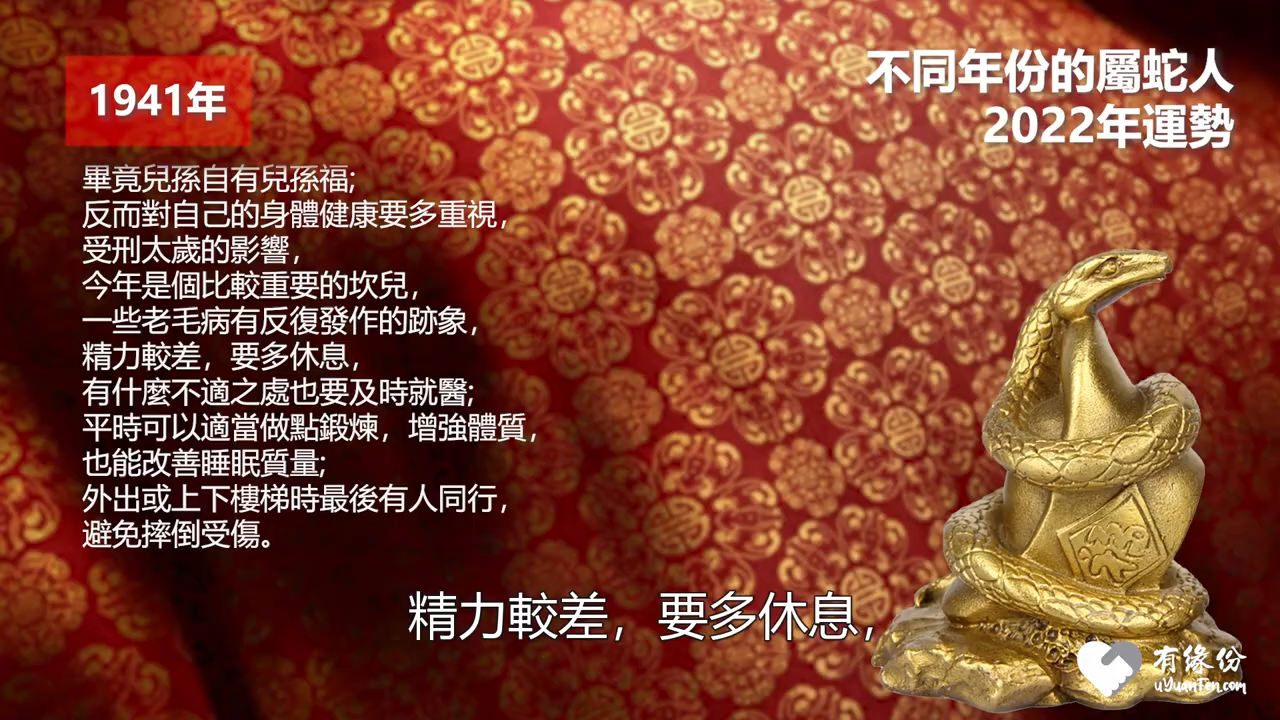 不同年份的屬蛇人
2022年運勢
1941年
畢竟兒孫自有兒孫福;
反而對自己的身體健康要多重視,
受刑太歲的影響,
今年是個比較重要的坎兒,
一些老毛病有反復發作的跡象,
精力較差，要多休息,
有什麼不適之處也要及時就醫;
平時可以適當做點鍛煉，增強體質,
也能改善睡眠質量;
外出或上下樓梯時最後有人同行,
避免摔倒受傷。
精力較差，要多休息,
有缘份
uYuanFen.com